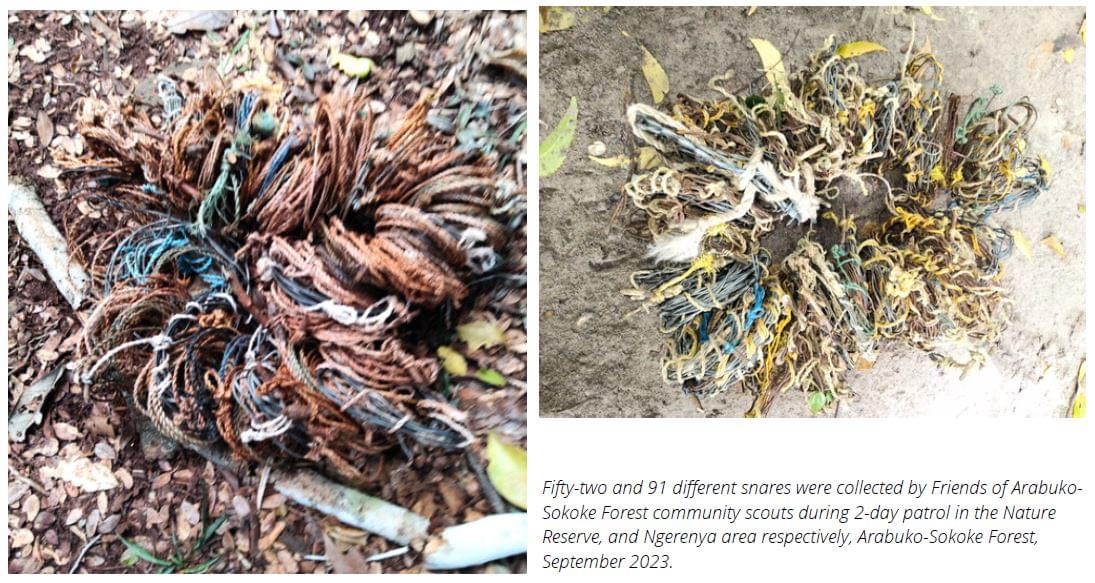 Fifty-two and 91 different snares were collected by Friends of Arabuko-
Sokoke Forest community scouts during 2-day patrol in the Nature
Reserve, and Ngerenya area respectively, Arabuko-Sokoke Forest,
September 2023.